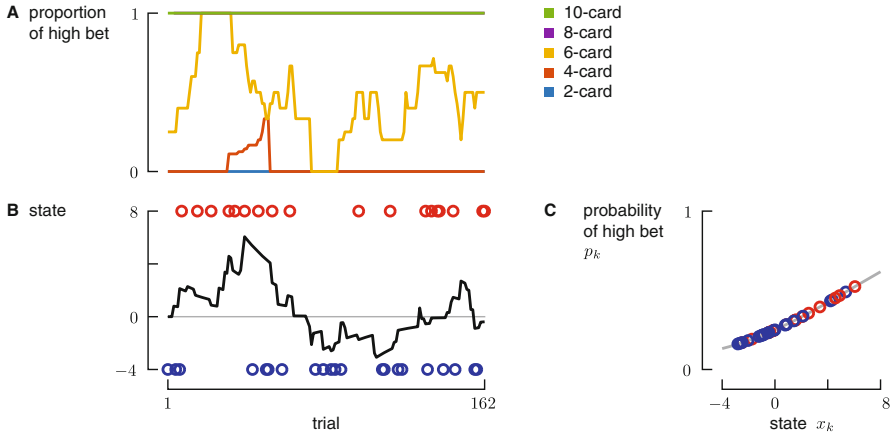 A proportion
of high bet
1
0
10-card
8-card
6-card
4-card
2-card
B state
8
0
−4
1 162
trial
C probability
of high bet
p_k
1
0
−4 0 8
state x_k